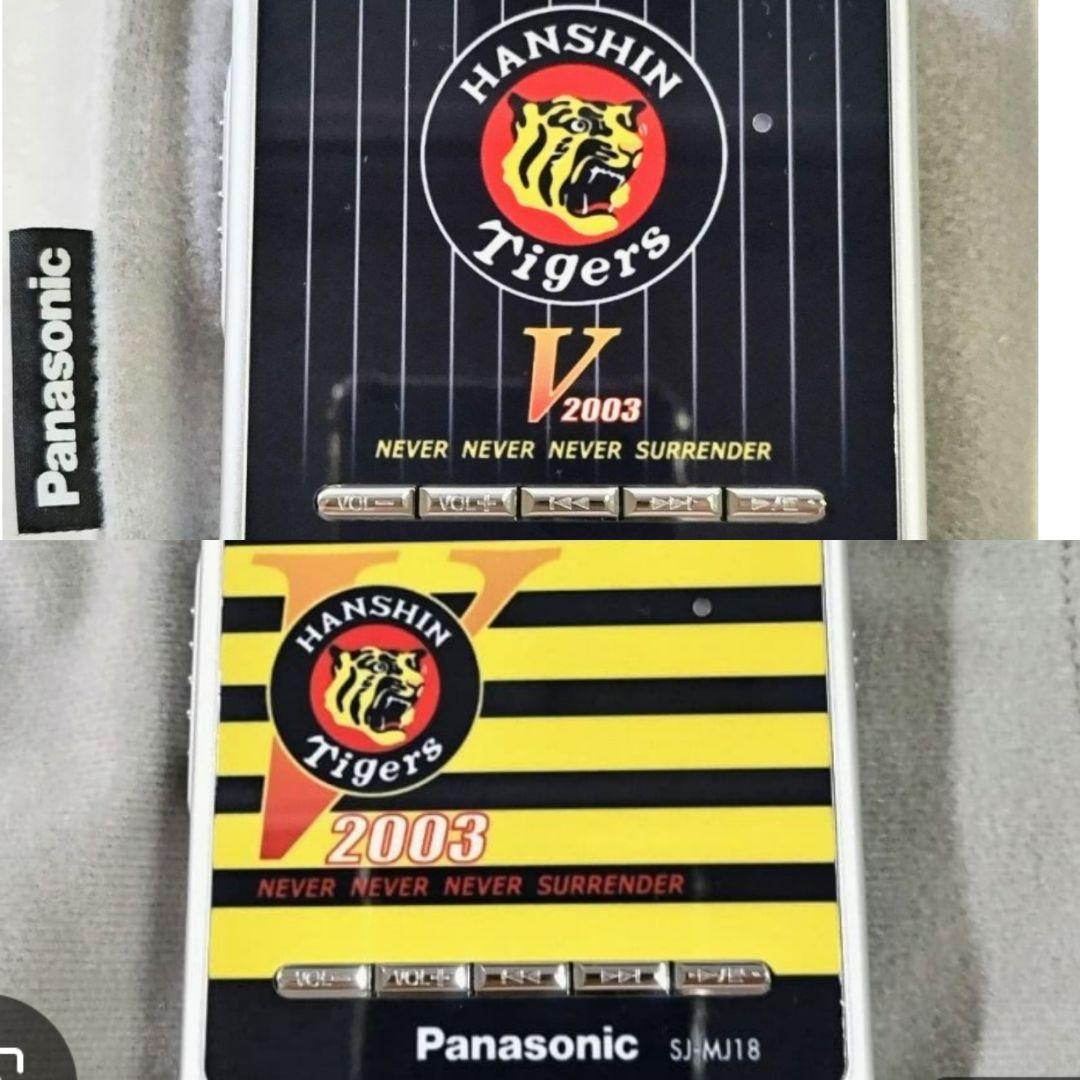 Panasonic
HANSHIN
Tigers
V
2003
NEVER NEVER NEVER SURRENDER
VOL− VOL+
V
HANSHIN
Tigers
2003
NEVER NEVER NEVER SURRENDER
VOL− VOL+
Panasonic SJ-MJ18